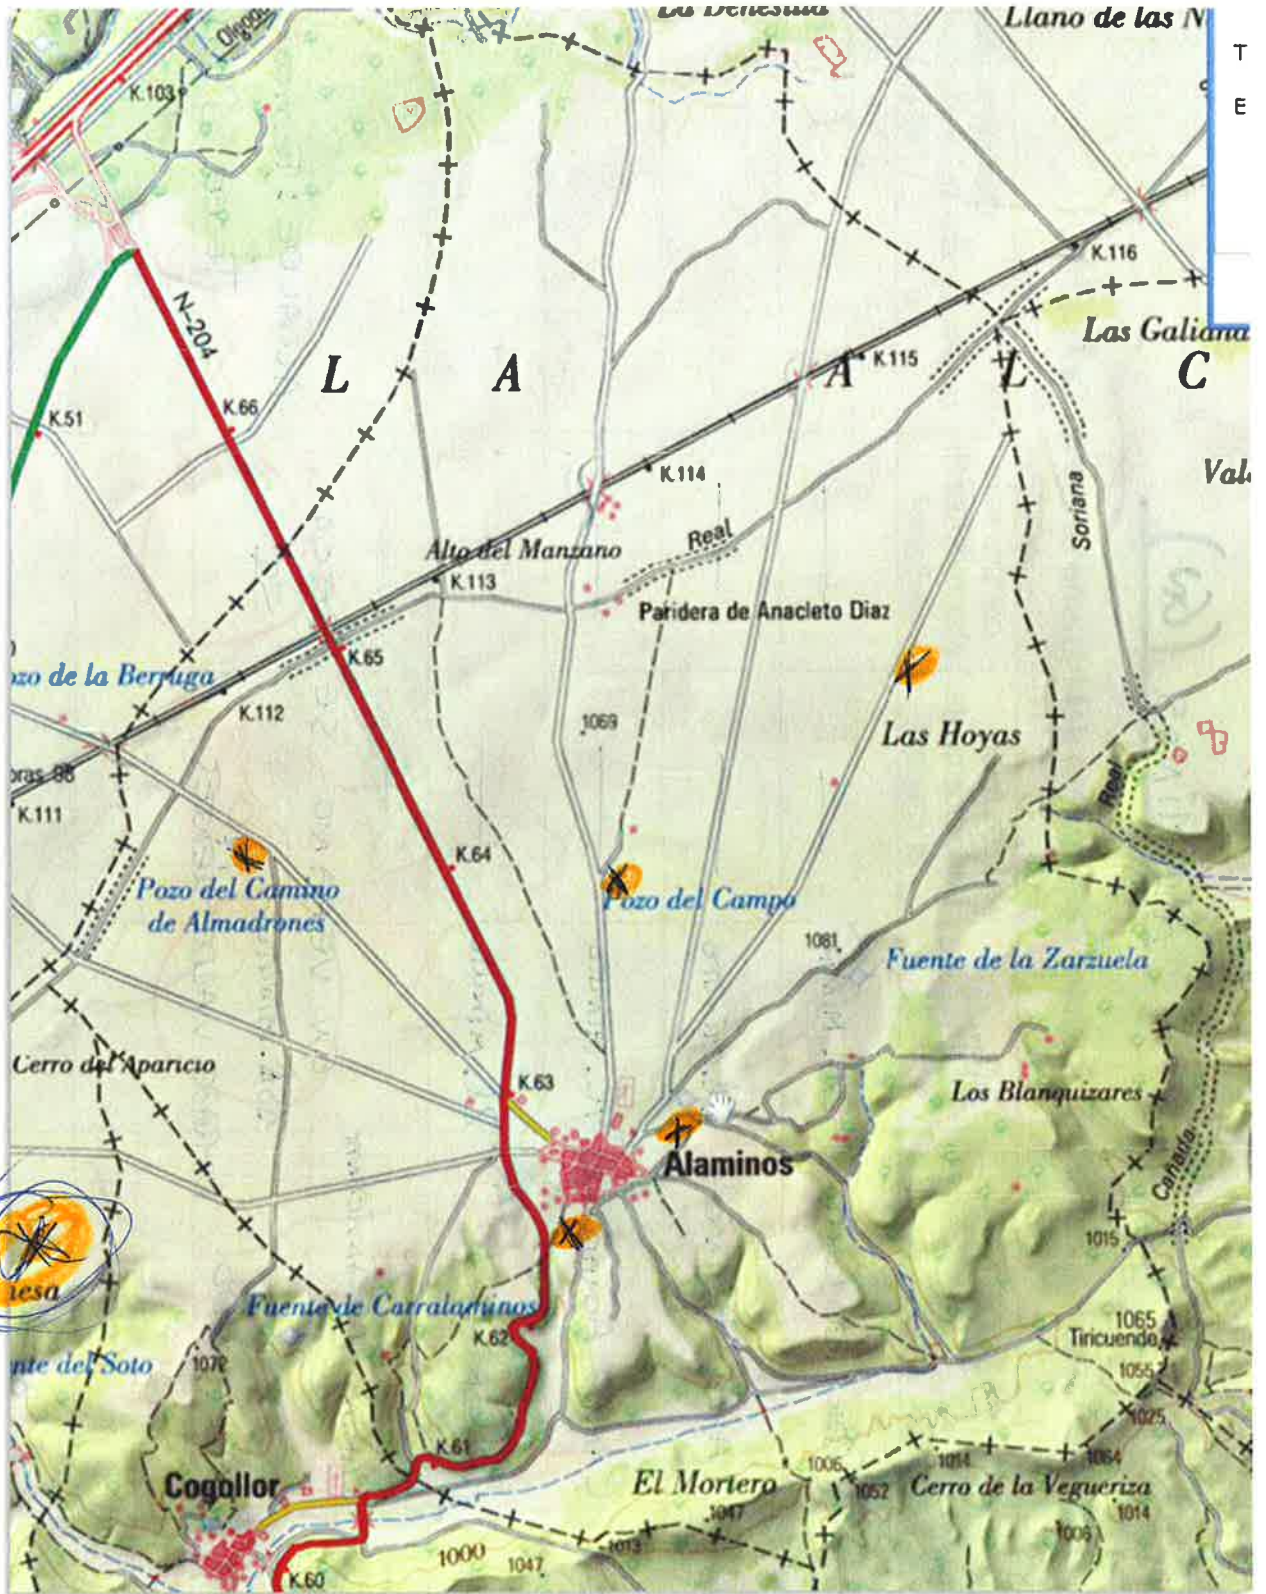 La Dehesilla
Llano de las N
T
E
K.103
K.116
N-204
Las Galiana
L A A L C
K.115
K.66
K.51
K.114
Real
Soriana
Alto del Manzano
K.113
Paridera de Anacleto Diaz
K.65
ozo de la Berruga
K.112
1069
Las Hoyas
Real
K.111
K.64
Pozo del Camino
de Almadrones
Pozo del Campo
1081
Fuente de la Zarzuela
Cerro del Aparicio
K.63
Los Blanquizares
Alaminos
Cañada
1015
Fuente de Carralaminos
K.62
1065
Tiricuende
nte del Soto
1072
1055
1025
K.61
Cogollor
El Mortero
1006
1014
1064
1052
Cerro de la Vegueriza
1047
1014
1006
1013
1000
1047
K.60